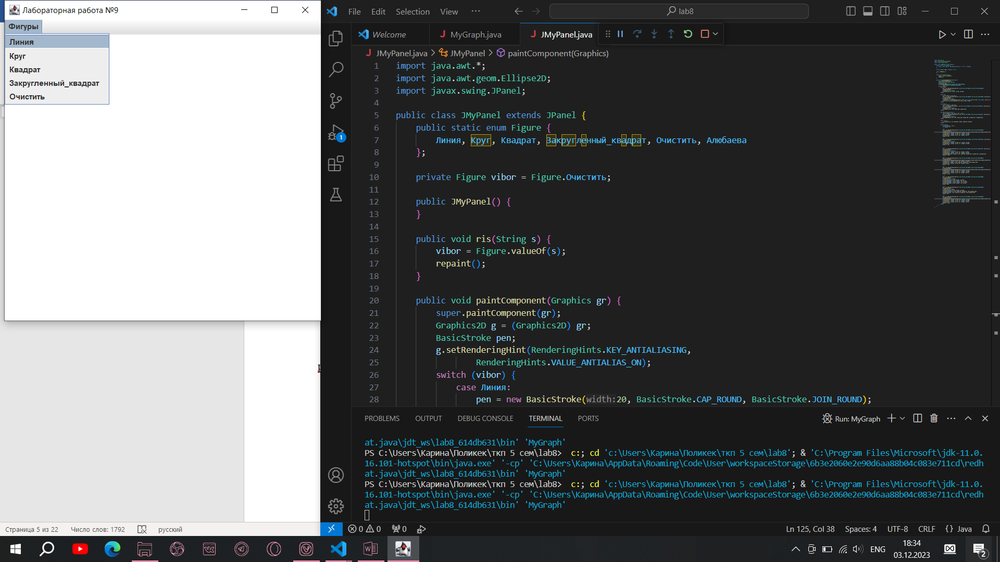 Лабораторная работа №9
Фигуры
Линия
Круг
Квадрат
Закругленный_квадрат
Очистить
Страница 5 из 22 Число слов: 1792 русский
File Edit Selection View ··· lab8
Welcome MyGraph.java JMyPanel.java
JMyPanel.java > JMyPanel > paintComponent(Graphics)
1 import java.awt.*;
2 import java.awt.geom.Ellipse2D;
3 import javax.swing.JPanel;
4
5 public class JMyPanel extends JPanel {
6 public static enum Figure {
7 Линия, Круг, Квадрат, Закругленный_квадрат, Очистить, Алюбаева
8 };
9
10 private Figure vibor = Figure.Очистить;
11
12 public JMyPanel() {
13 }
14
15 public void ris(String s) {
16 vibor = Figure.valueOf(s);
17 repaint();
18 }
19
20 public void paintComponent(Graphics gr) {
21 super.paintComponent(gr);
22 Graphics2D g = (Graphics2D) gr;
23 BasicStroke pen;
24 g.setRenderingHint(RenderingHints.KEY_ANTIALIASING,
25 RenderingHints.VALUE_ANTIALIAS_ON);
26 switch (vibor) {
27 case Линия:
28 pen = new BasicStroke(width:20, BasicStroke.CAP_ROUND, BasicStroke.JOIN_ROUND);
PROBLEMS OUTPUT DEBUG CONSOLE TERMINAL PORTS Run: MyGraph
at.java\jdt_ws\lab8_614db631\bin' 'MyGraph'
PS C:\Users\Карина\Поликек\ткп 5 сем\lab8> c:; cd 'c:\Users\Карина\Поликек\ткп 5 сем\lab8'; & 'C:\Program Files\Microsoft\jdk-11.0.
16.101-hotspot\bin\java.exe' '-cp' 'C:\Users\Карина\AppData\Roaming\Code\User\workspaceStorage\6b3e2060e2e90d6aa88b04c083e711cd\redh
at.java\jdt_ws\lab8_614db631\bin' 'MyGraph'
PS C:\Users\Карина\Поликек\ткп 5 сем\lab8> c:; cd 'c:\Users\Карина\Поликек\ткп 5 сем\lab8'; & 'C:\Program Files\Microsoft\jdk-11.0.
16.101-hotspot\bin\java.exe' '-cp' 'C:\Users\Карина\AppData\Roaming\Code\User\workspaceStorage\6b3e2060e2e90d6aa88b04c083e711cd\redh
at.java\jdt_ws\lab8_614db631\bin' 'MyGraph'
0 0 0 Ln 125, Col 38 Spaces: 4 UTF-8 CRLF {} Java
ENG 18:34
03.12.2023 2